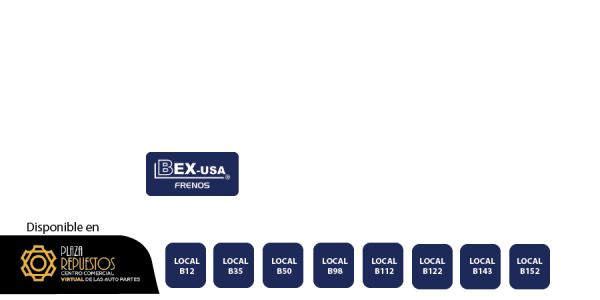 BEX-USA®
FRENOS
Disponible en
PLAZA
REPUESTOS
CENTRO COMERCIAL
VIRTUAL DE LAS AUTO PARTES
LOCAL
B12
LOCAL
B35
LOCAL
B50
LOCAL
B98
LOCAL
B112
LOCAL
B122
LOCAL
B143
LOCAL
B152